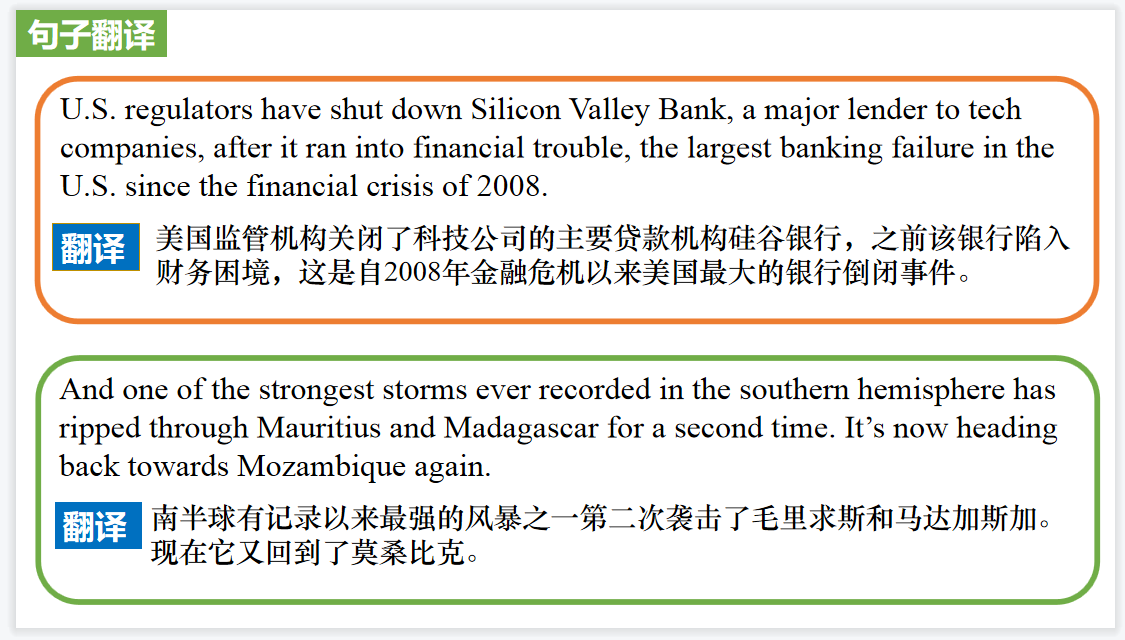 句子翻译
U.S. regulators have shut down Silicon Valley Bank, a major lender to tech
companies, after it ran into financial trouble, the largest banking failure in the
U.S. since the financial crisis of 2008.
翻译
美国监管机构关闭了科技公司的主要贷款机构硅谷银行，之前该银行陷入
财务困境，这是自2008年金融危机以来美国最大的银行倒闭事件。
And one of the strongest storms ever recorded in the southern hemisphere has
ripped through Mauritius and Madagascar for a second time. It’s now heading
back towards Mozambique again.
翻译
南半球有记录以来最强的风暴之一第二次袭击了毛里求斯和马达加斯加。
现在它又回到了莫桑比克。